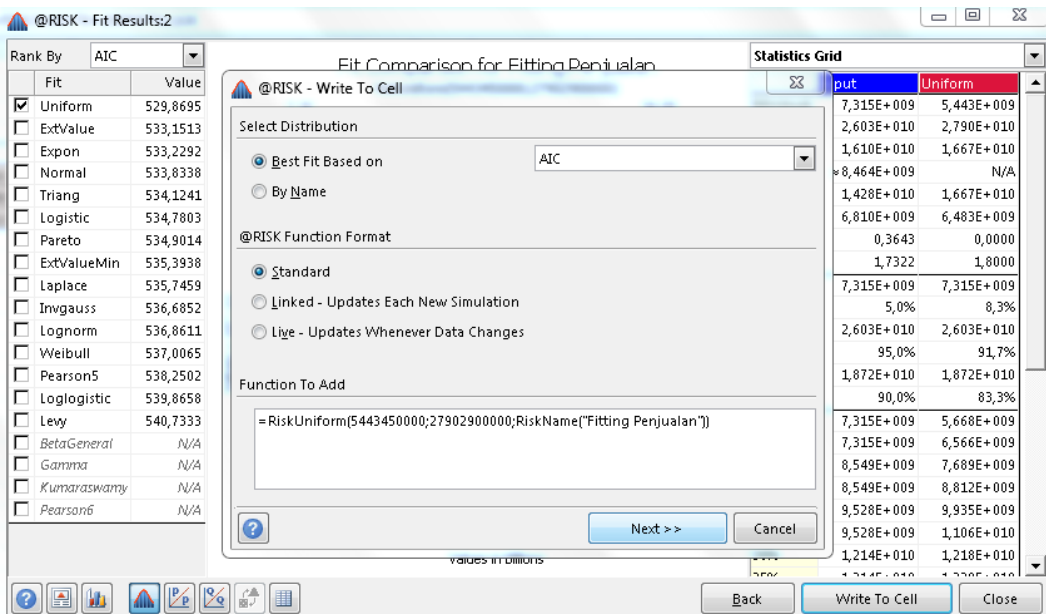 @RISK - Fit Results:2
Rank By AIC
Fit Value
Uniform 529,8695
ExtValue 533,1513
Expon 533,2292
Normal 533,8338
Triang 534,1241
Logistic 534,7803
Pareto 534,9014
ExtValueMin 535,3938
Laplace 535,7459
Invgauss 536,6852
Lognorm 536,8611
Weibull 537,0065
Pearson5 538,2502
Loglogistic 539,8658
Levy 540,7333
BetaGeneral N/A
Gamma N/A
Kumaraswamy N/A
Pearson6 N/A
Fit Comparison for Fitting Penjualan
@RISK - Write To Cell
Select Distribution
Best Fit Based on AIC
By Name
@RISK Function Format
Standard
Linked - Updates Each New Simulation
Live - Updates Whenever Data Changes
Function To Add
=RiskUniform(5443450000;27902900000;RiskName("Fitting Penjualan"))
Next >> Cancel
Values in Billions
Statistics Grid
put Uniform
7,315E+009 5,443E+009
2,603E+010 2,790E+010
1,610E+010 1,667E+010
8,464E+009 N/A
1,428E+010 1,667E+010
6,810E+009 6,483E+009
0,3643 0,0000
1,7322 1,8000
7,315E+009 7,315E+009
5,0% 8,3%
2,603E+010 2,603E+010
95,0% 91,7%
1,872E+010 1,872E+010
90,0% 83,3%
7,315E+009 5,668E+009
7,315E+009 6,566E+009
8,549E+009 7,689E+009
8,549E+009 8,812E+009
9,528E+009 9,935E+009
9,528E+009 1,106E+010
1,214E+010 1,218E+010
Back Write To Cell Close